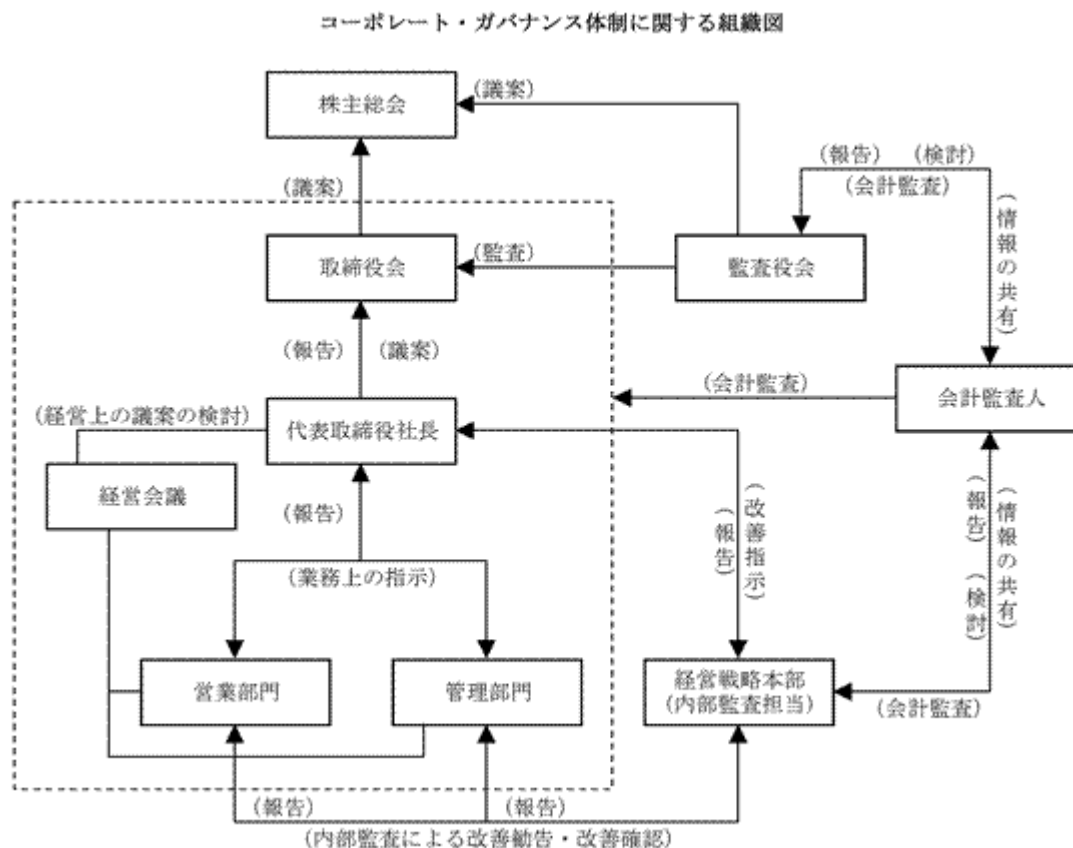 コーポレート・ガバナンス体制に関する組織図
株主総会
(議案)
(報告) (検討)
(会計監査)
(議案)
(情報の共有)
取締役会
(監査)
監査役会
(報告) (議案)
(会計監査)
会計監査人
(経営上の議案の検討)
代表取締役社長
経営会議
(報告)
(改善指示)
(報告)
(情報の共有)
(報告) (検討)
(業務上の指示)
営業部門
管理部門
経営戦略本部
(内部監査担当)
(会計監査)
(報告)
(報告)
(内部監査による改善勧告・改善確認)